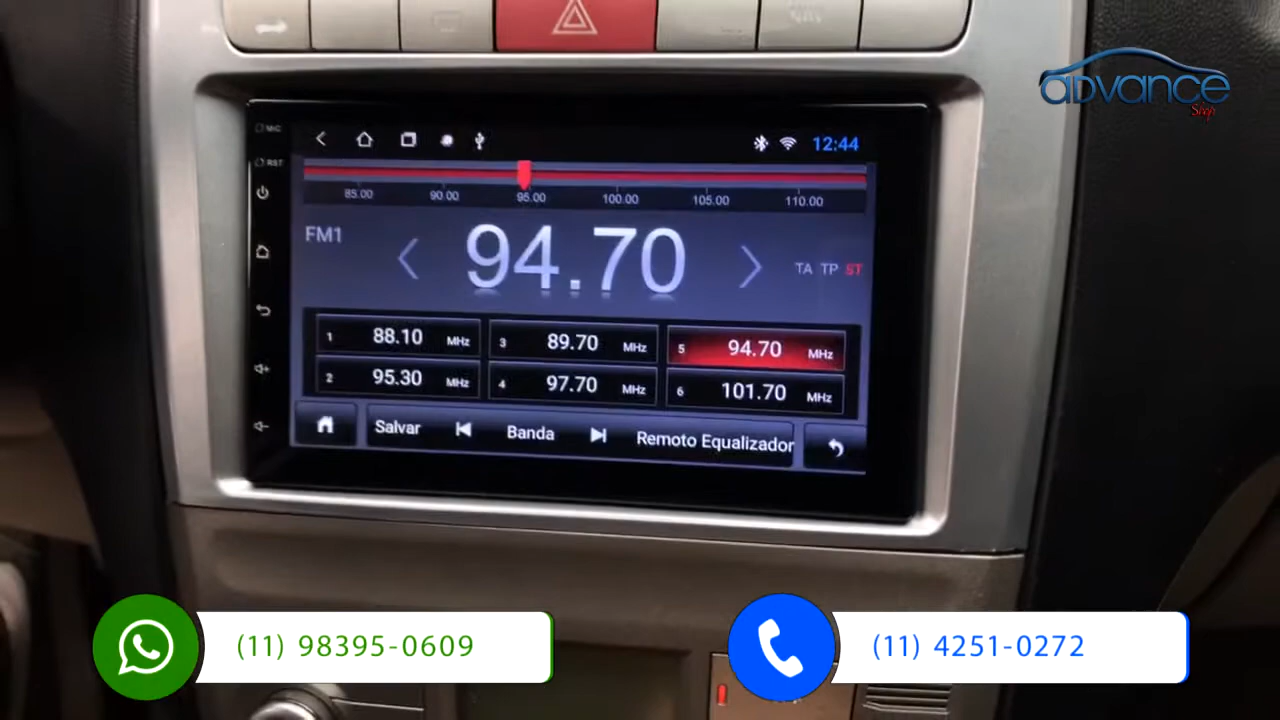 ADVANCE
Shop
MIC
RST
12:44
85.00 90.00 95.00 100.00 105.00 110.00
FM1
94.70
TA TP ST
1 88.10 MHz
3 89.70 MHz
5 94.70 MHz
2 95.30 MHz
4 97.70 MHz
6 101.70 MHz
Salvar Banda Remoto Equalizador
(11) 98395-0609
(11) 4251-0272